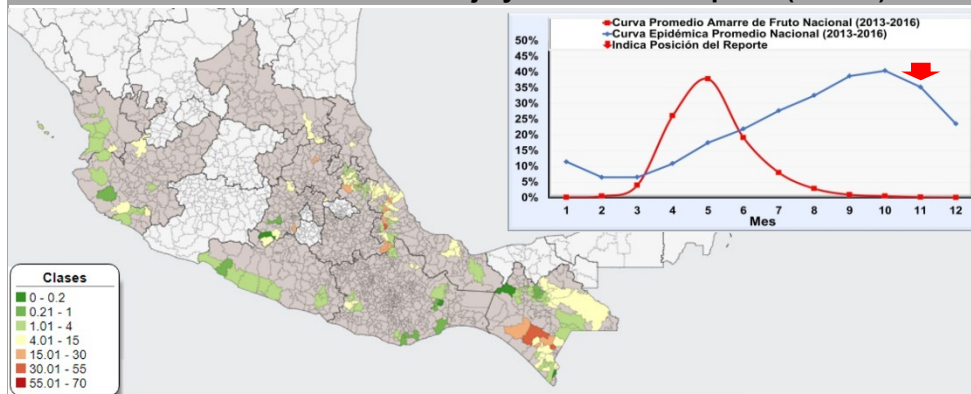 Curva Promedio Amarre de Fruto Nacional (2013-2016)
Curva Epidémica Promedio Nacional (2013-2016)
Indica Posición del Reporte
50%
45%
40%
35%
30%
25%
20%
15%
10%
5%
0%
1 2 3 4 5 6 7 8 9 10 11 12
Mes
Clases
0 - 0.2
0.21 - 1
1.01 - 4
4.01 - 15
15.01 - 30
30.01 - 55
55.01 - 70